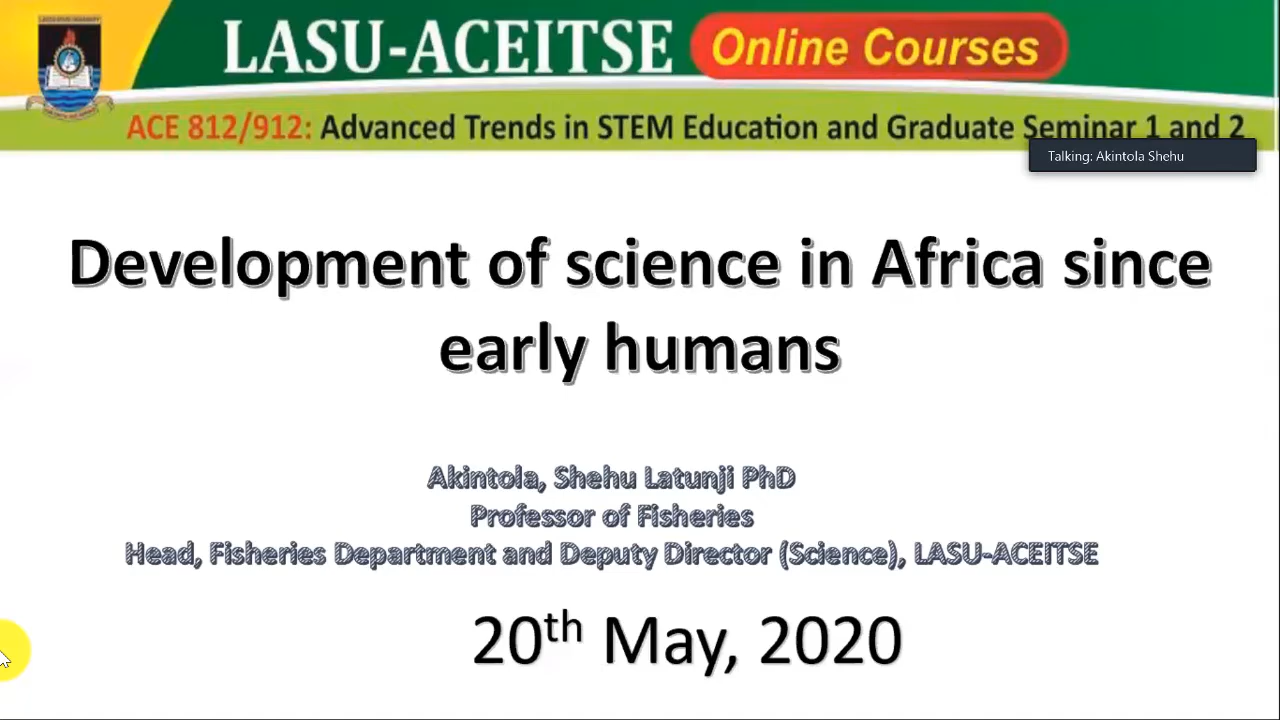 LASU-ACEITSE Online Courses
ACE 812/912: Advanced Trends in STEM Education and Graduate Seminar 1 and 2
Talking: Akintola Shehu
Development of science in Africa since
early humans
Akintola, Shehu Latunji PhD
Professor of Fisheries
Head, Fisheries Department and Deputy Director (Science), LASU-ACEITSE
20th May, 2020